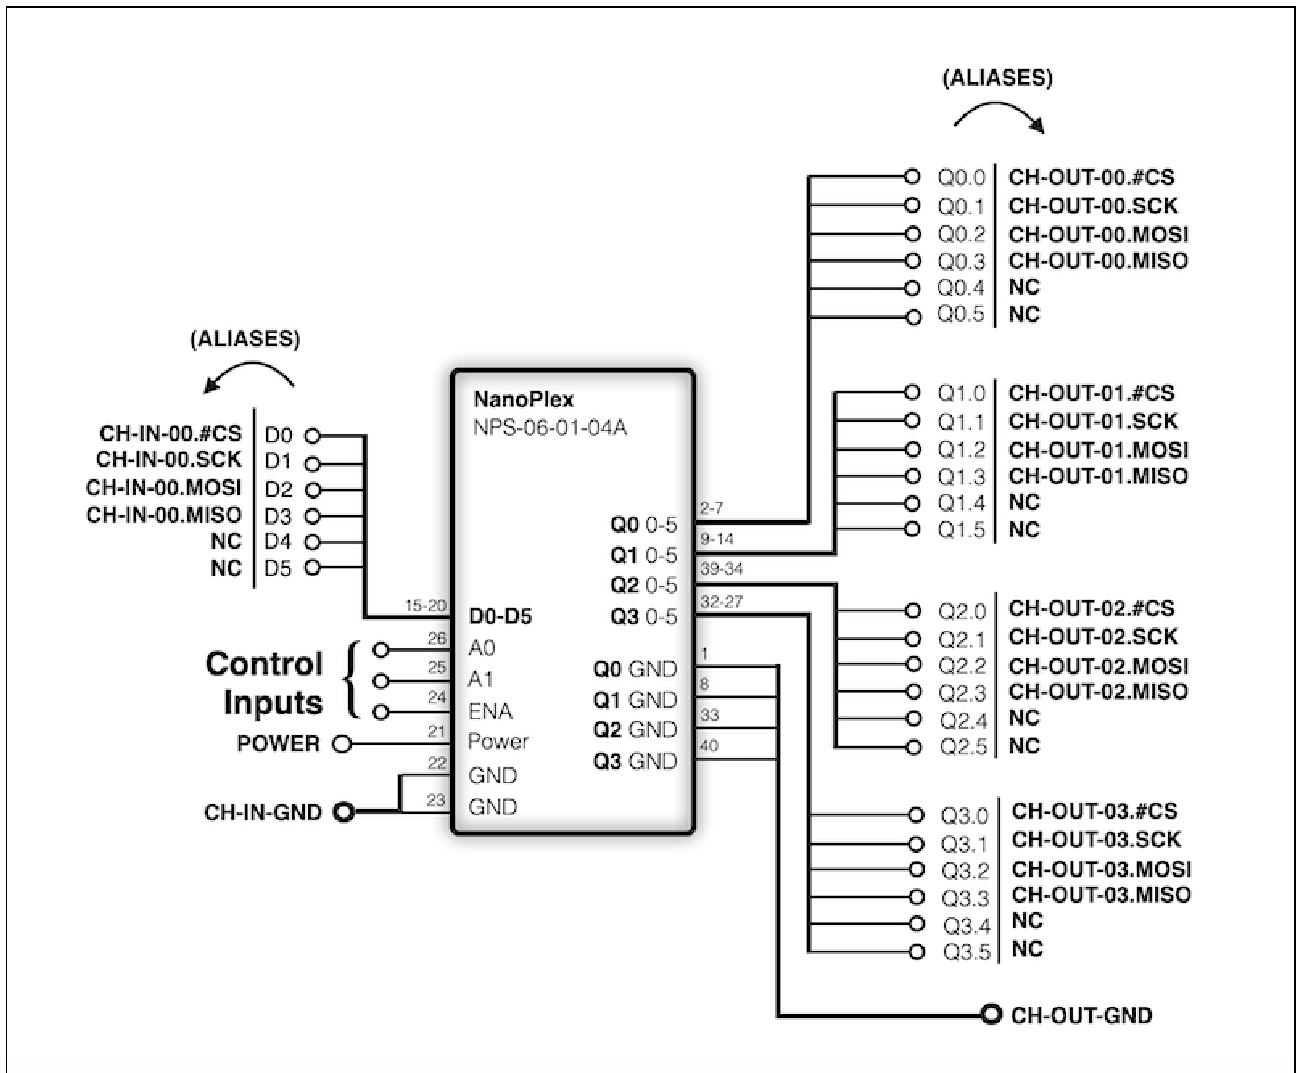 (ALIASES)
Q0.0 CH-OUT-00.#CS
Q0.1 CH-OUT-00.SCK
Q0.2 CH-OUT-00.MOSI
Q0.3 CH-OUT-00.MISO
Q0.4 NC
Q0.5 NC
(ALIASES)
CH-IN-00.#CS D0
CH-IN-00.SCK D1
CH-IN-00.MOSI D2
CH-IN-00.MISO D3
NC D4
NC D5
NanoPlex
NPS-06-01-04A
Q0 0-5 2-7
Q1 0-5 9-14
Q2 0-5 39-34
Q3 0-5 32-27
Q0 GND 1
Q1 GND 8
Q2 GND 33
Q3 GND 40
15-20 D0-D5
26 A0
25 A1
24 ENA
21 Power
22 GND
23 GND
Control
Inputs
POWER
CH-IN-GND
Q1.0 CH-OUT-01.#CS
Q1.1 CH-OUT-01.SCK
Q1.2 CH-OUT-01.MOSI
Q1.3 CH-OUT-01.MISO
Q1.4 NC
Q1.5 NC
Q2.0 CH-OUT-02.#CS
Q2.1 CH-OUT-02.SCK
Q2.2 CH-OUT-02.MOSI
Q2.3 CH-OUT-02.MISO
Q2.4 NC
Q2.5 NC
Q3.0 CH-OUT-03.#CS
Q3.1 CH-OUT-03.SCK
Q3.2 CH-OUT-03.MOSI
Q3.3 CH-OUT-03.MISO
Q3.4 NC
Q3.5 NC
CH-OUT-GND